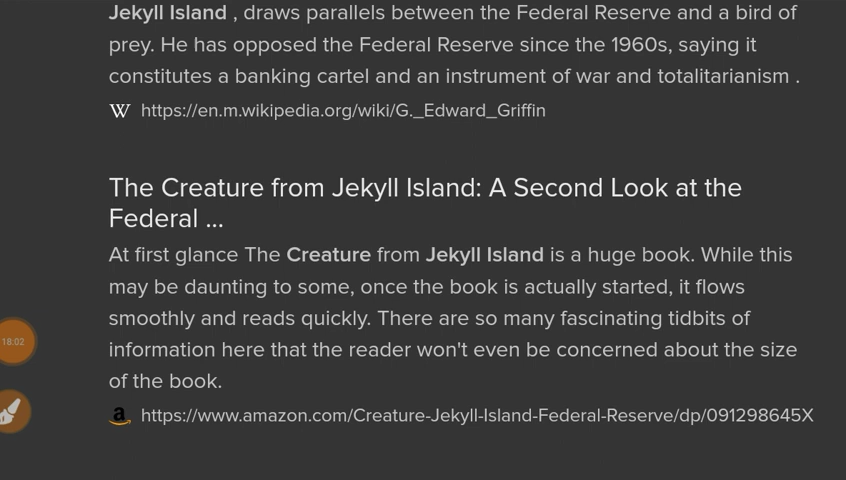 Jekyll Island , draws parallels between the Federal Reserve and a bird of
prey. He has opposed the Federal Reserve since the 1960s, saying it
constitutes a banking cartel and an instrument of war and totalitarianism .
W https://en.m.wikipedia.org/wiki/G._Edward_Griffin
The Creature from Jekyll Island: A Second Look at the
Federal ...
At first glance The Creature from Jekyll Island is a huge book. While this
may be daunting to some, once the book is actually started, it flows
smoothly and reads quickly. There are so many fascinating tidbits of
18:02
information here that the reader won't even be concerned about the size
of the book.
a https://www.amazon.com/Creature-Jekyll-Island-Federal-Reserve/dp/091298645X